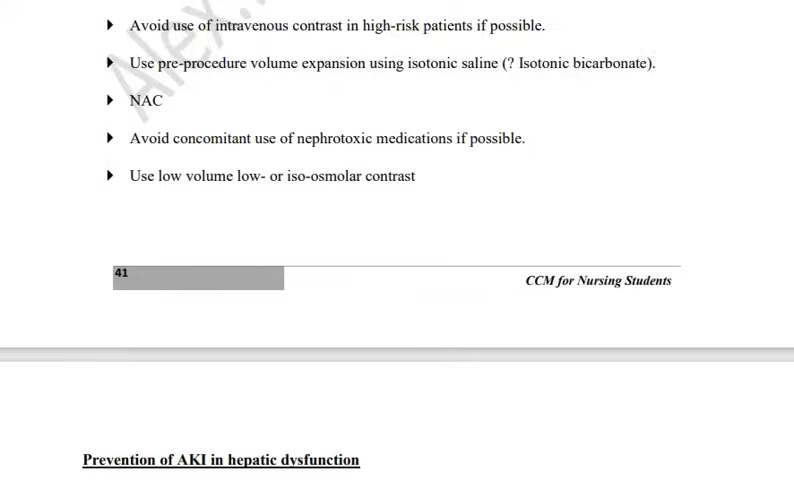 Alex.
‣ Avoid use of intravenous contrast in high-risk patients if possible.
‣ Use pre-procedure volume expansion using isotonic saline (? Isotonic bicarbonate).
‣ NAC
‣ Avoid concomitant use of nephrotoxic medications if possible.
‣ Use low volume low- or iso-osmolar contrast
41
CCM for Nursing Students
Prevention of AKI in hepatic dysfunction